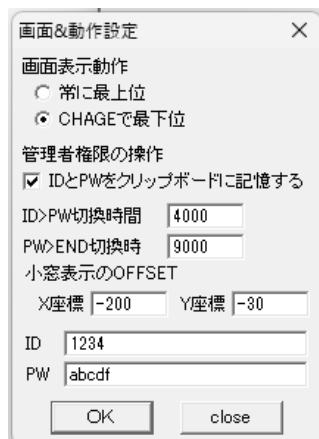 画面&動作設定
画面表示動作
常に最上位
CHAGEで最下位
管理者権限の操作
IDとPWをクリップボードに記憶する
ID>PW切換時間 4000
PW>END切換時 9000
小窓表示のOFFSET
X座標 -200 Y座標 -30
ID 1234
PW abcdf
OK close